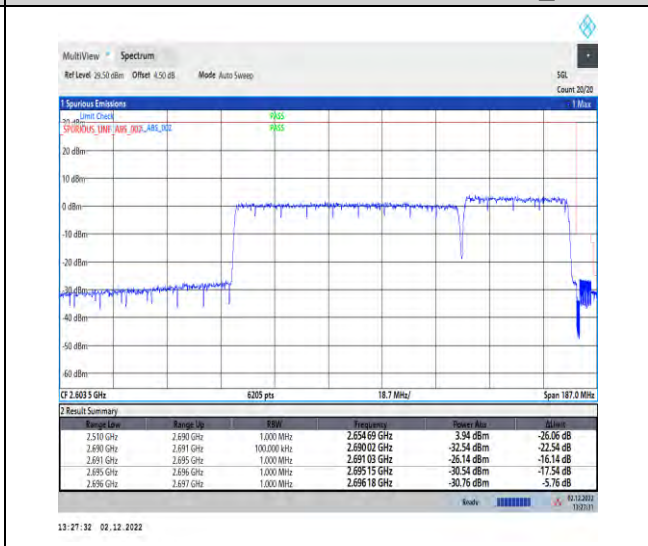 MultiView Spectrum
Ref Level 29.50 dBm Offset 4.50 dB Mode Auto Sweep SGL
Count 20/20
1 Spurious Emissions 1 Max
Limit Check PASS
SPURIOUS_LINE_ABS_002 PASS
20 dBm
10 dBm
0 dBm
-10 dBm
-20 dBm
-30 dBm
-40 dBm
-50 dBm
-60 dBm
CF 2.603 5 GHz 6205 pts 18.7 MHz/ Span 187.0 MHz
2 Result Summary
Range Low Range Up RBW Frequency Power Abs ΔLimit
2.510 GHz 2.690 GHz 1.000 MHz 2.654 69 GHz 3.94 dBm -26.06 dB
2.690 GHz 2.691 GHz 100.000 kHz 2.690 02 GHz -32.54 dBm -22.54 dB
2.691 GHz 2.695 GHz 1.000 MHz 2.691 03 GHz -26.14 dBm -16.14 dB
2.695 GHz 2.696 GHz 1.000 MHz 2.695 15 GHz -30.54 dBm -17.54 dB
2.696 GHz 2.697 GHz 1.000 MHz 2.696 18 GHz -30.76 dBm -5.76 dB
Ready 02.12.2022
13:27:31
13:27:32 02.12.2022